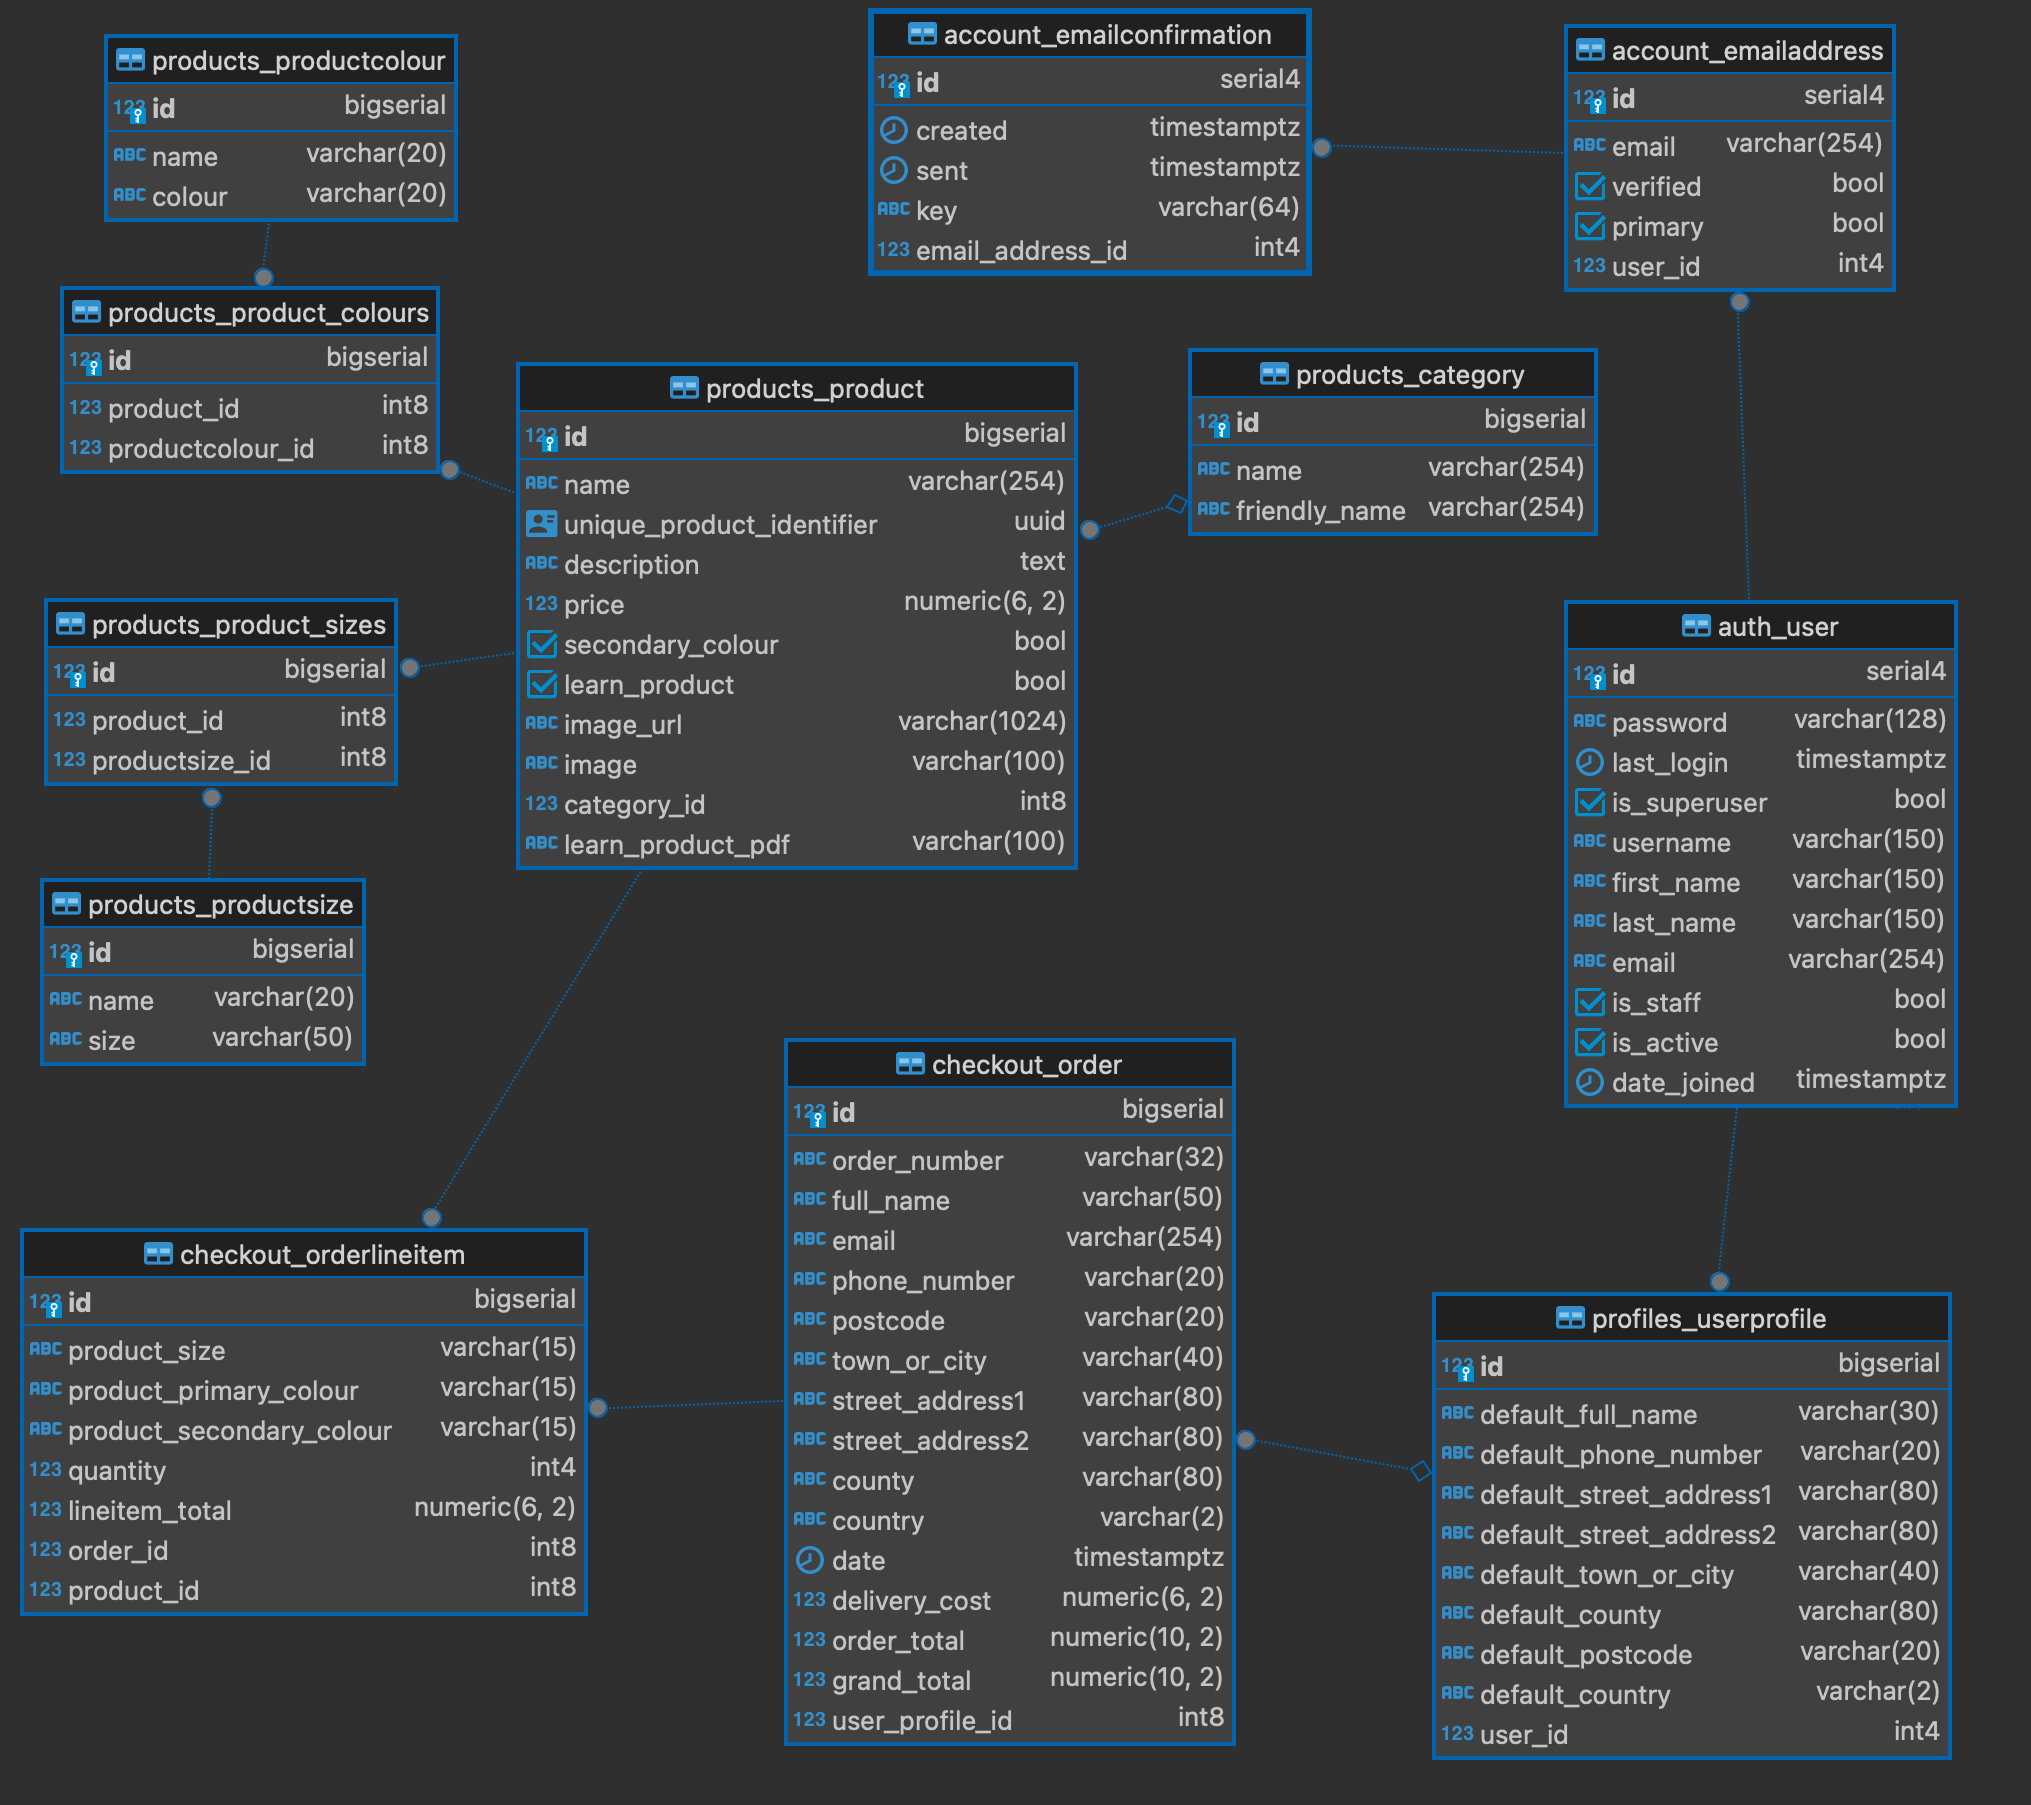 products_productcolour
123 id bigserial
ABC name varchar(20)
ABC colour varchar(20)
account_emailconfirmation
123 id serial4
created timestamptz
sent timestamptz
ABC key varchar(64)
123 email_address_id int4
account_emailaddress
123 id serial4
ABC email varchar(254)
verified bool
primary bool
123 user_id int4
products_product_colours
123 id bigserial
123 product_id int8
123 productcolour_id int8
products_product
123 id bigserial
ABC name varchar(254)
unique_product_identifier uuid
ABC description text
123 price numeric(6, 2)
secondary_colour bool
learn_product bool
ABC image_url varchar(1024)
ABC image varchar(100)
123 category_id int8
ABC learn_product_pdf varchar(100)
products_category
123 id bigserial
ABC name varchar(254)
ABC friendly_name varchar(254)
products_product_sizes
123 id bigserial
123 product_id int8
123 productsize_id int8
auth_user
123 id serial4
ABC password varchar(128)
last_login timestamptz
is_superuser bool
ABC username varchar(150)
ABC first_name varchar(150)
ABC last_name varchar(150)
ABC email varchar(254)
is_staff bool
is_active bool
date_joined timestamptz
products_productsize
123 id bigserial
ABC name varchar(20)
ABC size varchar(50)
checkout_order
123 id bigserial
ABC order_number varchar(32)
ABC full_name varchar(50)
ABC email varchar(254)
ABC phone_number varchar(20)
ABC postcode varchar(20)
ABC town_or_city varchar(40)
ABC street_address1 varchar(80)
ABC street_address2 varchar(80)
ABC county varchar(80)
ABC country varchar(2)
date timestamptz
123 delivery_cost numeric(6, 2)
123 order_total numeric(10, 2)
123 grand_total numeric(10, 2)
123 user_profile_id int8
checkout_orderlineitem
123 id bigserial
ABC product_size varchar(15)
ABC product_primary_colour varchar(15)
ABC product_secondary_colour varchar(15)
123 quantity int4
123 lineitem_total numeric(6, 2)
123 order_id int8
123 product_id int8
profiles_userprofile
123 id bigserial
ABC default_full_name varchar(30)
ABC default_phone_number varchar(20)
ABC default_street_address1 varchar(80)
ABC default_street_address2 varchar(80)
ABC default_town_or_city varchar(40)
ABC default_county varchar(80)
ABC default_postcode varchar(20)
ABC default_country varchar(2)
123 user_id int4